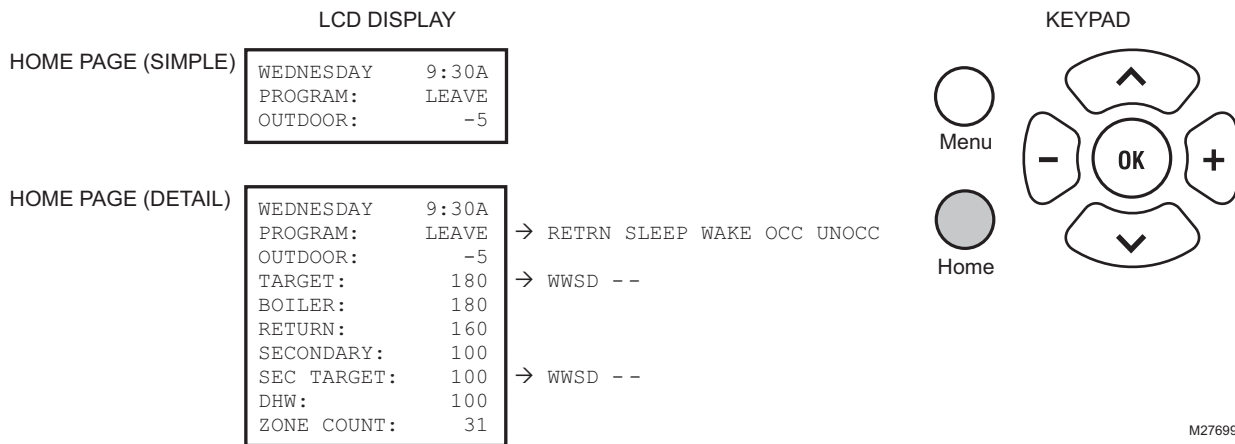 LCD DISPLAY
KEYPAD
HOME PAGE (SIMPLE)
WEDNESDAY 9:30A
PROGRAM: LEAVE
OUTDOOR: -5
Menu
OK
Home
HOME PAGE (DETAIL)
WEDNESDAY 9:30A
PROGRAM: LEAVE → RETRN SLEEP WAKE OCC UNOCC
OUTDOOR: -5
TARGET: 180 → WWSD --
BOILER: 180
RETURN: 160
SECONDARY: 100
SEC TARGET: 100 → WWSD --
DHW: 100
ZONE COUNT: 31
M27699